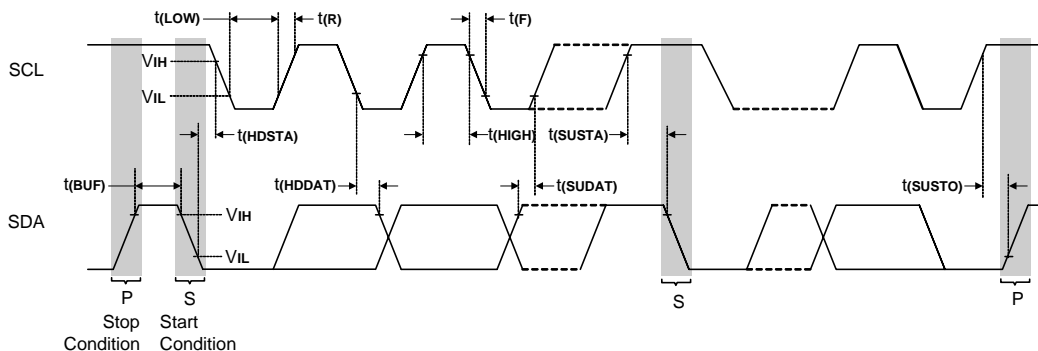 t(LOW)
t(R)
t(F)
SCL
VIH
VIL
t(HDSTA)
t(HIGH)
t(SUSTA)
t(BUF)
t(HDDAT)
t(SUDAT)
t(SUSTO)
SDA
VIH
VIL
P
S
S
P
Stop
Condition
Start
Condition